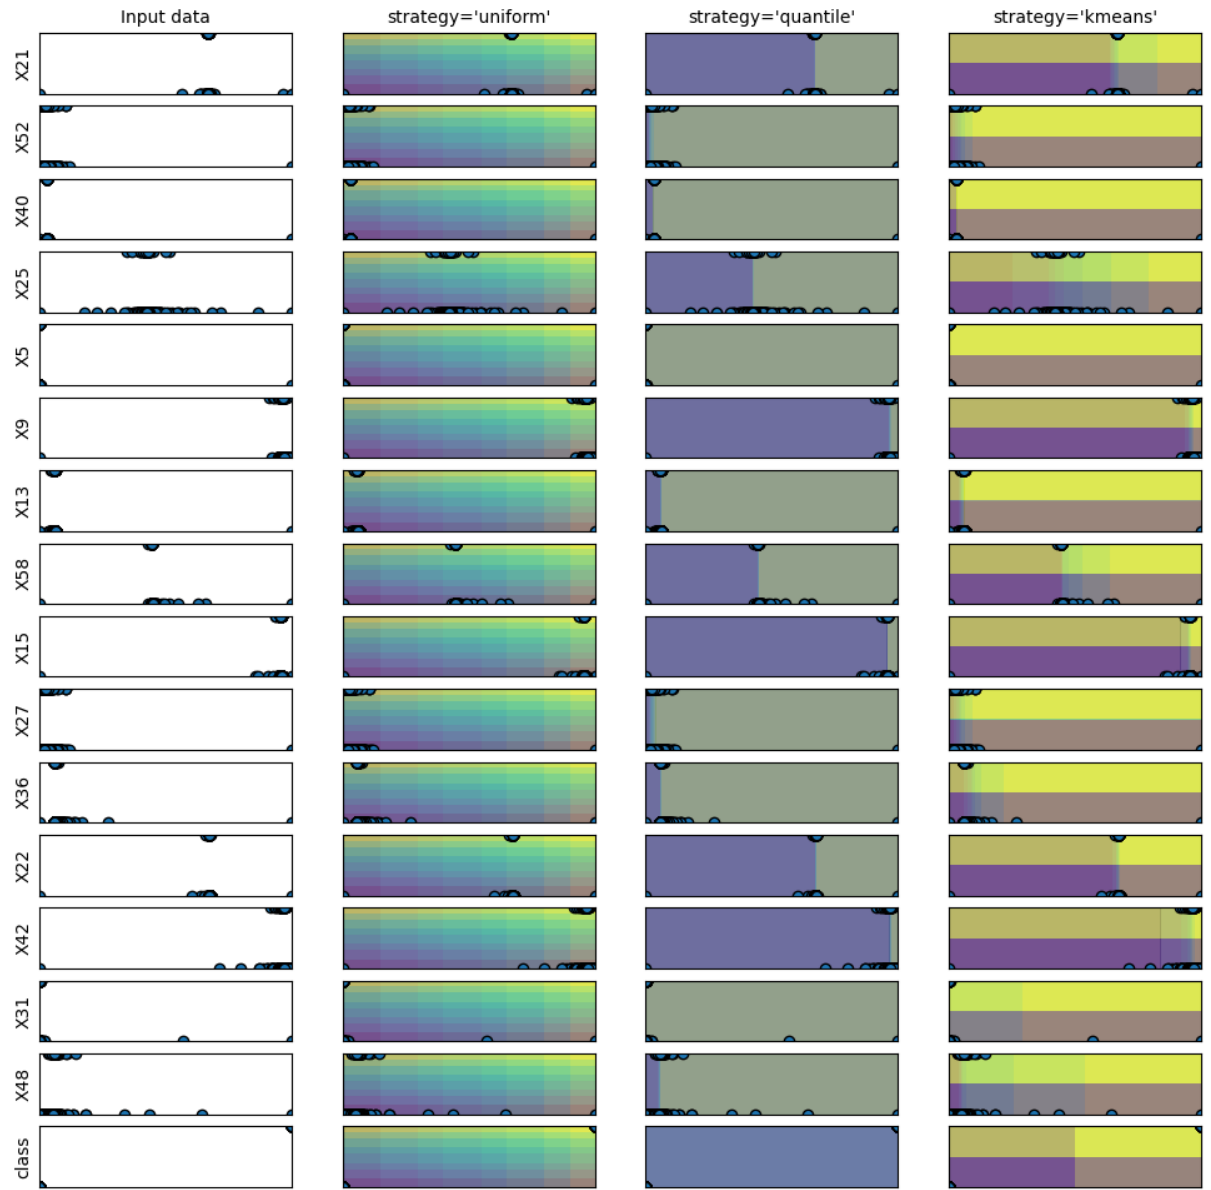 Input data
strategy='uniform'
strategy='quantile'
strategy='kmeans'
X21
X52
X40
X25
X5
X9
X13
X58
X15
X27
X36
X22
X42
X31
X48
class